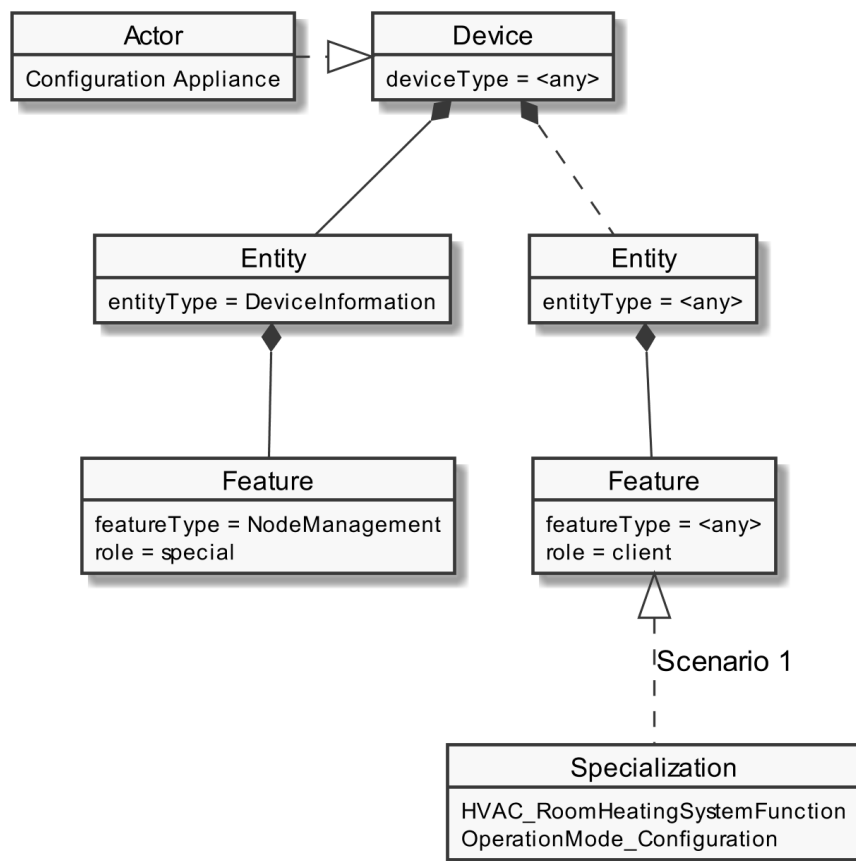 Actor
Configuration Appliance
Device
deviceType = <any>
Entity
entityType = DeviceInformation
Entity
entityType = <any>
Feature
featureType = NodeManagement
role = special
Feature
featureType = <any>
role = client
Scenario 1
Specialization
HVAC_RoomHeatingSystemFunction
OperationMode_Configuration